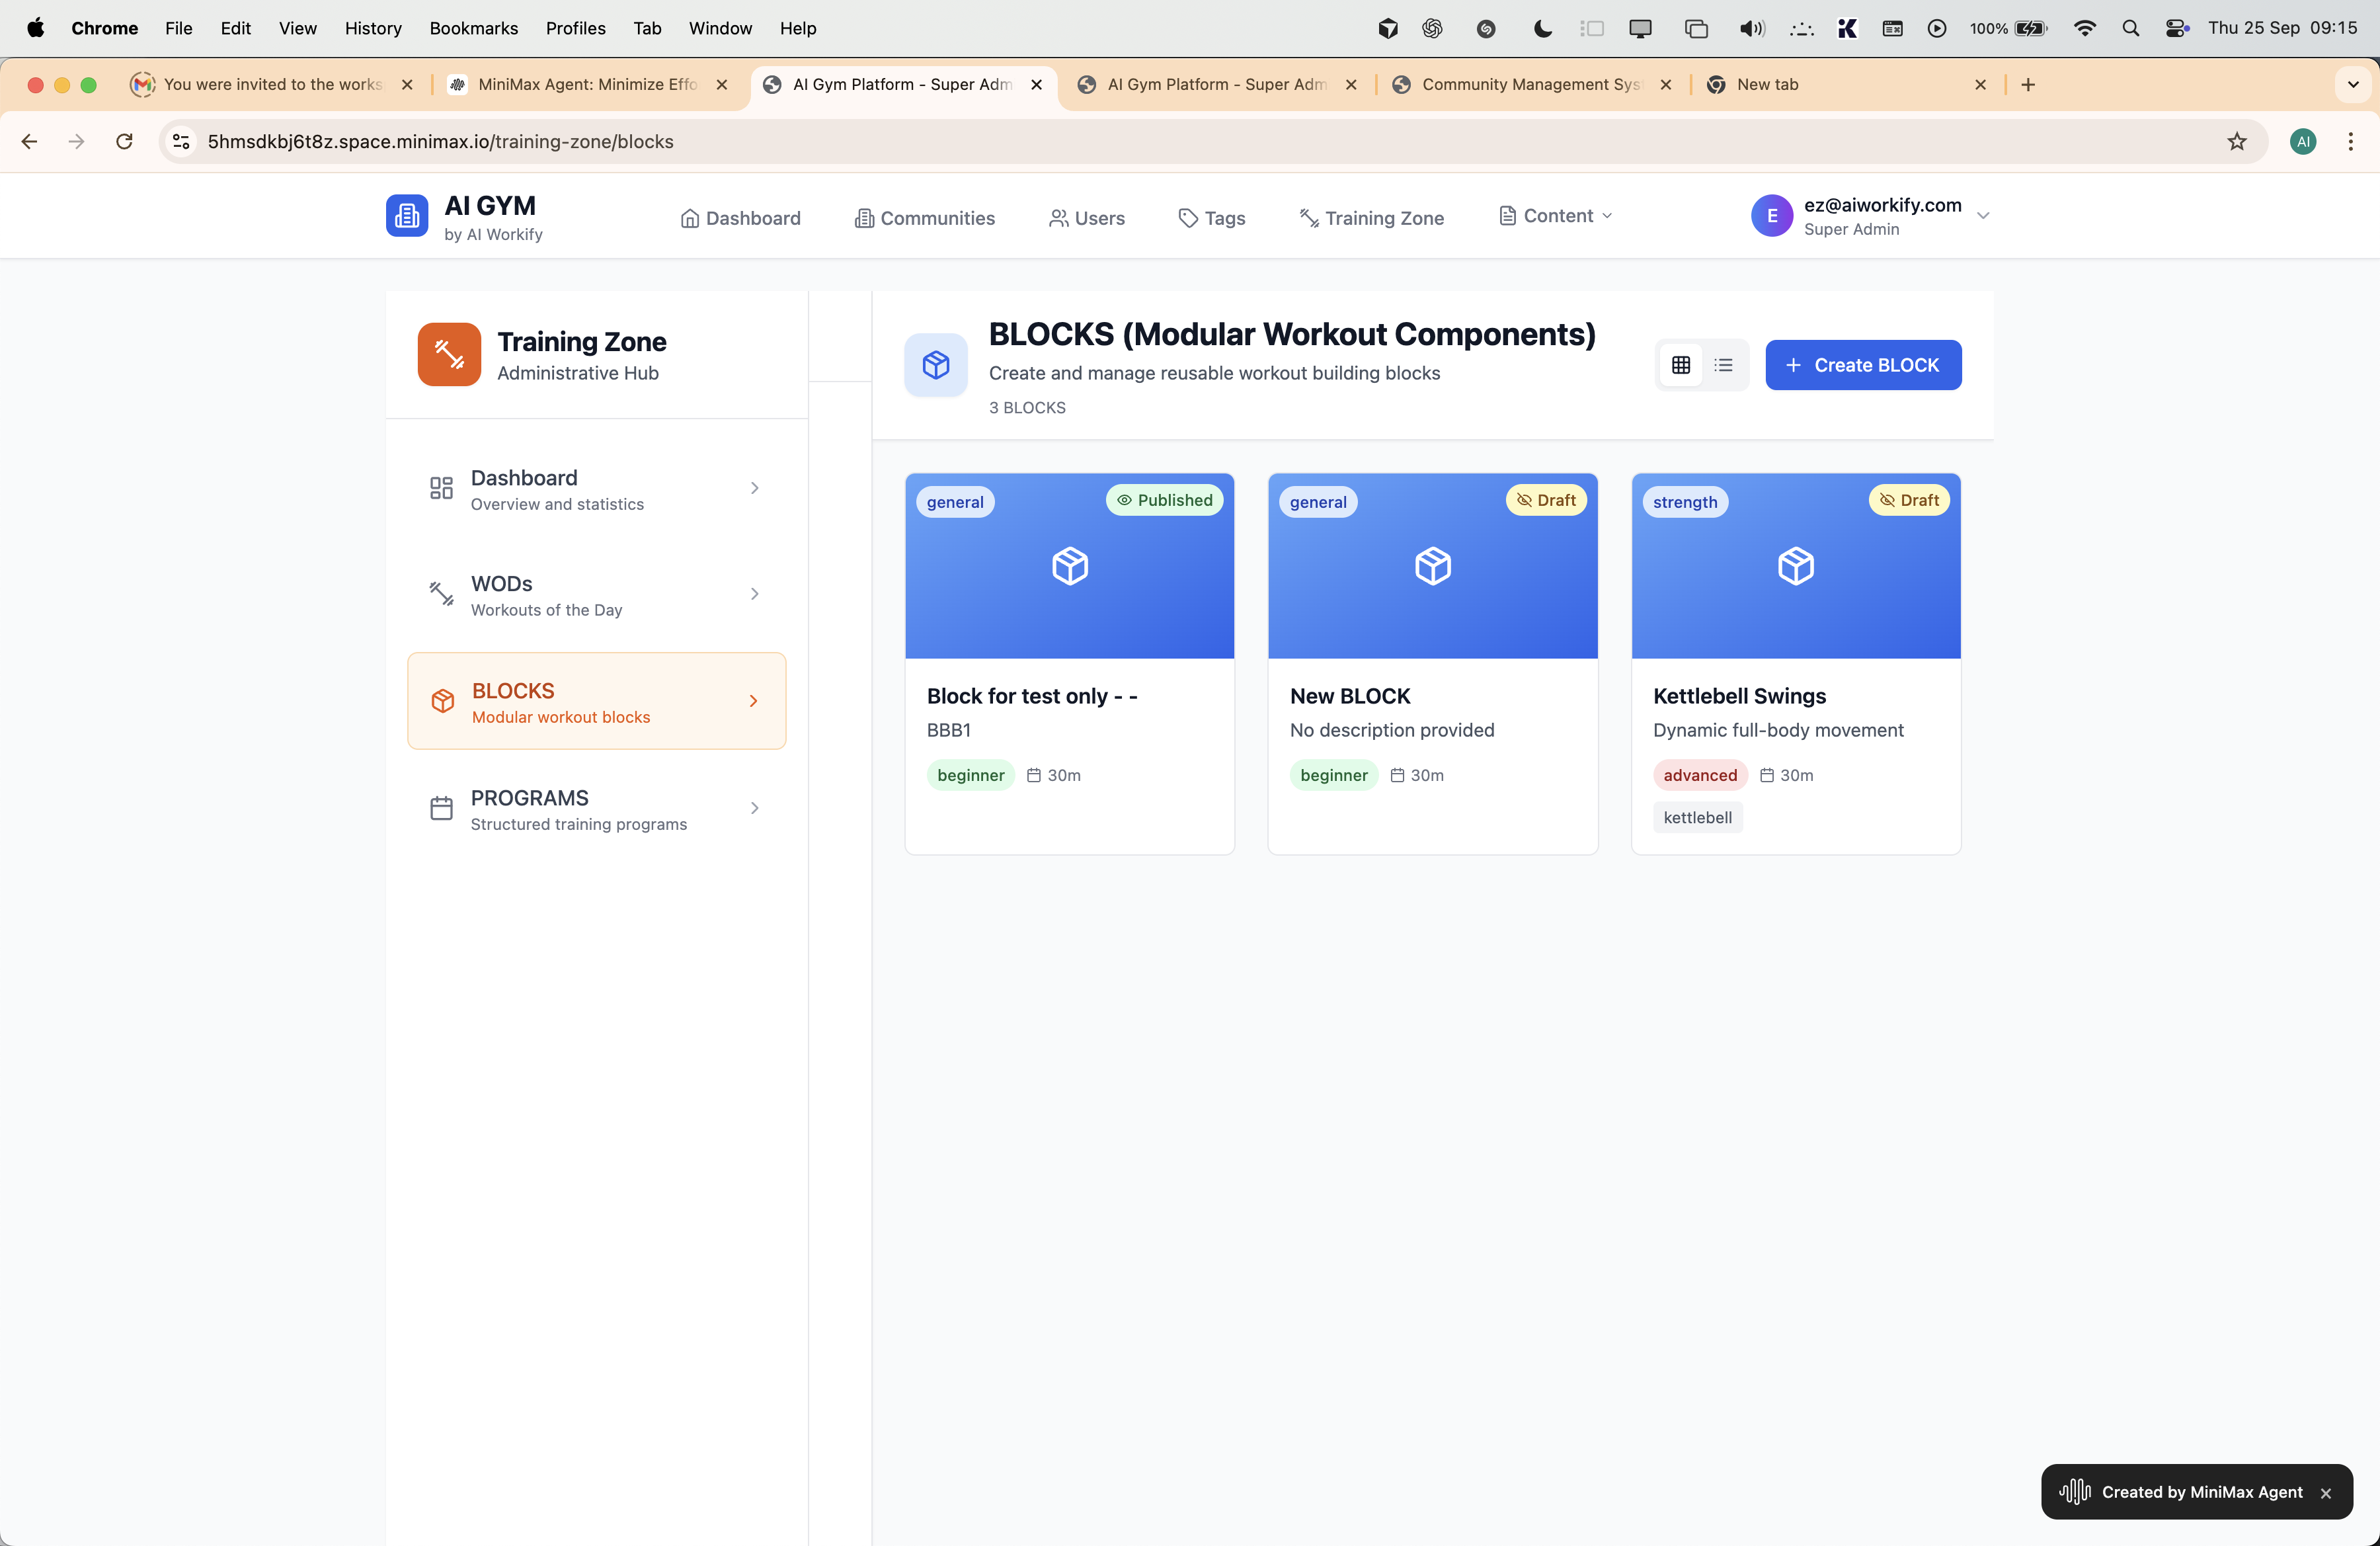 Chrome File Edit View History Bookmarks Profiles Tab Window Help 100% Thu 25 Sep 09:15
You were invited to the works
MiniMax Agent: Minimize Effo
AI Gym Platform - Super Adm
AI Gym Platform - Super Adm
Community Management Sys
New tab
5hmsdkbj6t8z.space.minimax.io/training-zone/blocks
AI
AI GYM
by AI Workify
Dashboard
Communities
Users
Tags
Training Zone
Content
E
ez@aiworkify.com
Super Admin
Training Zone
Administrative Hub
Dashboard
Overview and statistics
WODs
Workouts of the Day
BLOCKS
Modular workout blocks
PROGRAMS
Structured training programs
BLOCKS (Modular Workout Components)
Create and manage reusable workout building blocks
3 BLOCKS
Create BLOCK
general
Published
Block for test only - -
BBB1
beginner 30m
general
Draft
New BLOCK
No description provided
beginner 30m
strength
Draft
Kettlebell Swings
Dynamic full-body movement
advanced 30m
kettlebell
Created by MiniMax Agent